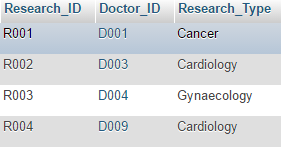 Research_ID Doctor_ID Research_Type
R001 D001 Cancer
R002 D003 Cardiology
R003 D004 Gynaecology
R004 D009 Cardiology